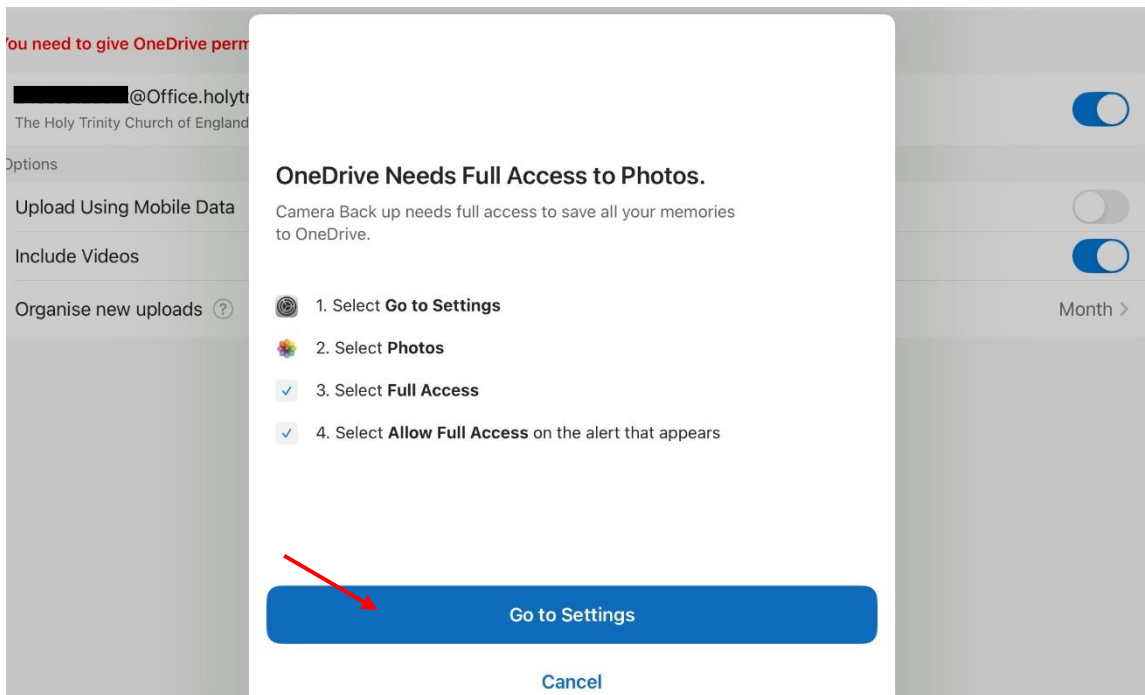 You need to give OneDrive perm
@Office.holytr
The Holy Trinity Church of England
Options
Upload Using Mobile Data
Include Videos
Organise new uploads ?
Month >
OneDrive Needs Full Access to Photos.
Camera Back up needs full access to save all your memories
to OneDrive.
1. Select Go to Settings
2. Select Photos
3. Select Full Access
4. Select Allow Full Access on the alert that appears
Go to Settings
Cancel